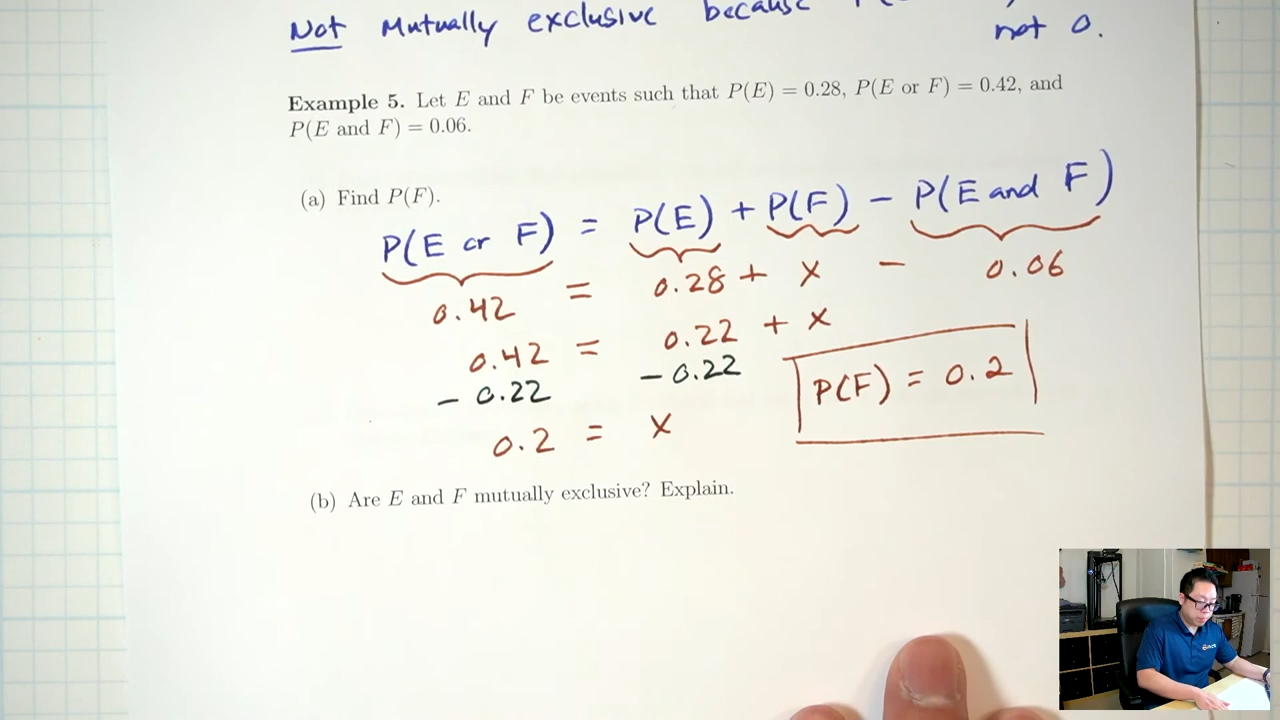 Not Mutually exclusive because
not 0.
Example 5. Let E and F be events such that P(E) = 0.28, P(E or F) = 0.42, and
P(E and F) = 0.06.
(a) Find P(F).
P(E or F) = P(E) + P(F) − P(E and F)
0.42 = 0.28 + x − 0.06
0.42 = 0.22 + x
− 0.22 − 0.22
0.2 = x
P(F) = 0.2
(b) Are E and F mutually exclusive? Explain.